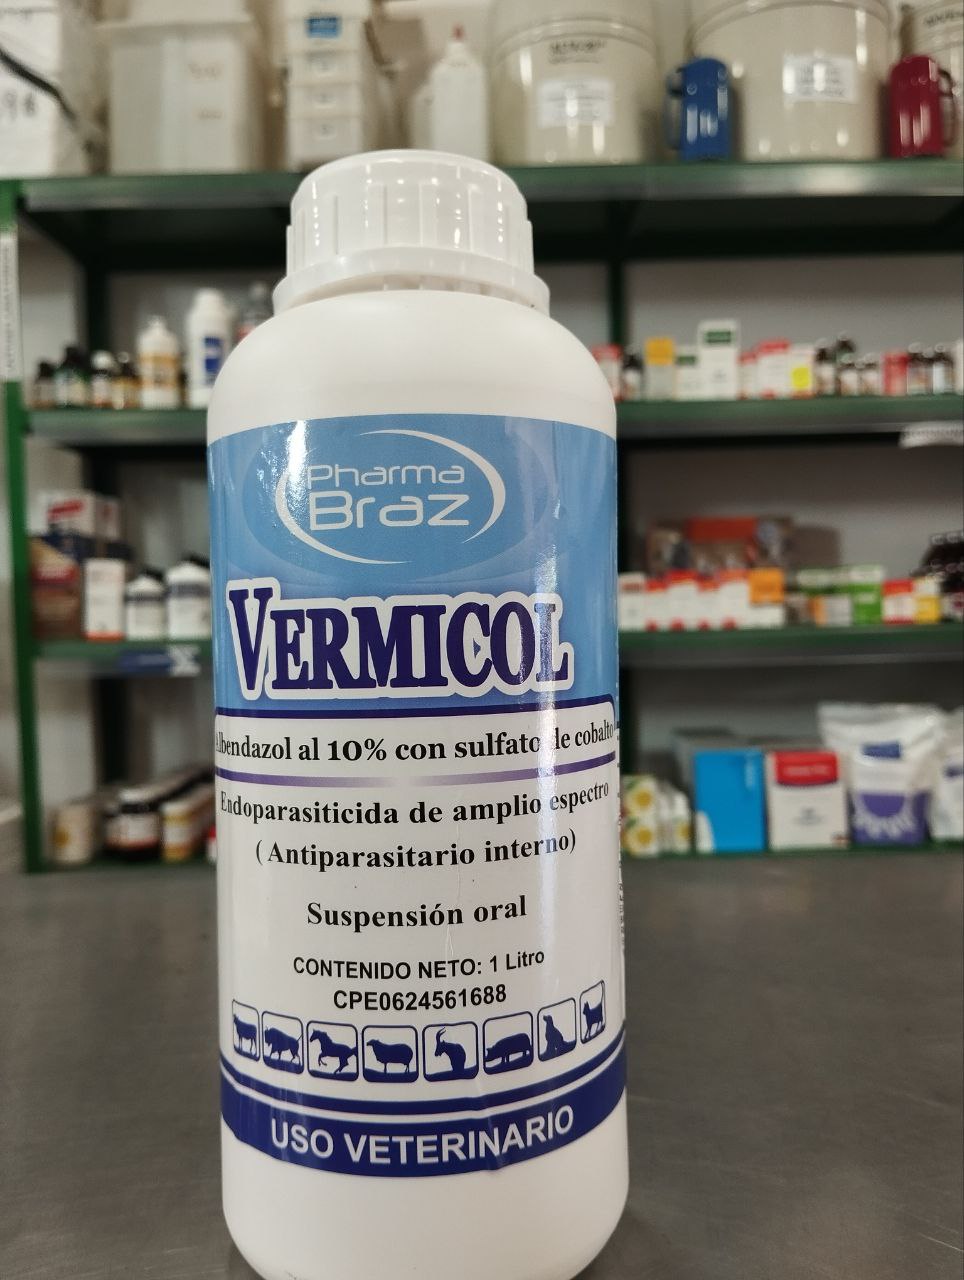 Pharma
Braz
VERMICOL
Albendazol al 10% con sulfato de cobalto
Endoparasiticida de amplio espectro
(Antiparasitario interno)
Suspensión oral
CONTENIDO NETO: 1 Litro
CPE0624561688
USO VETERINARIO